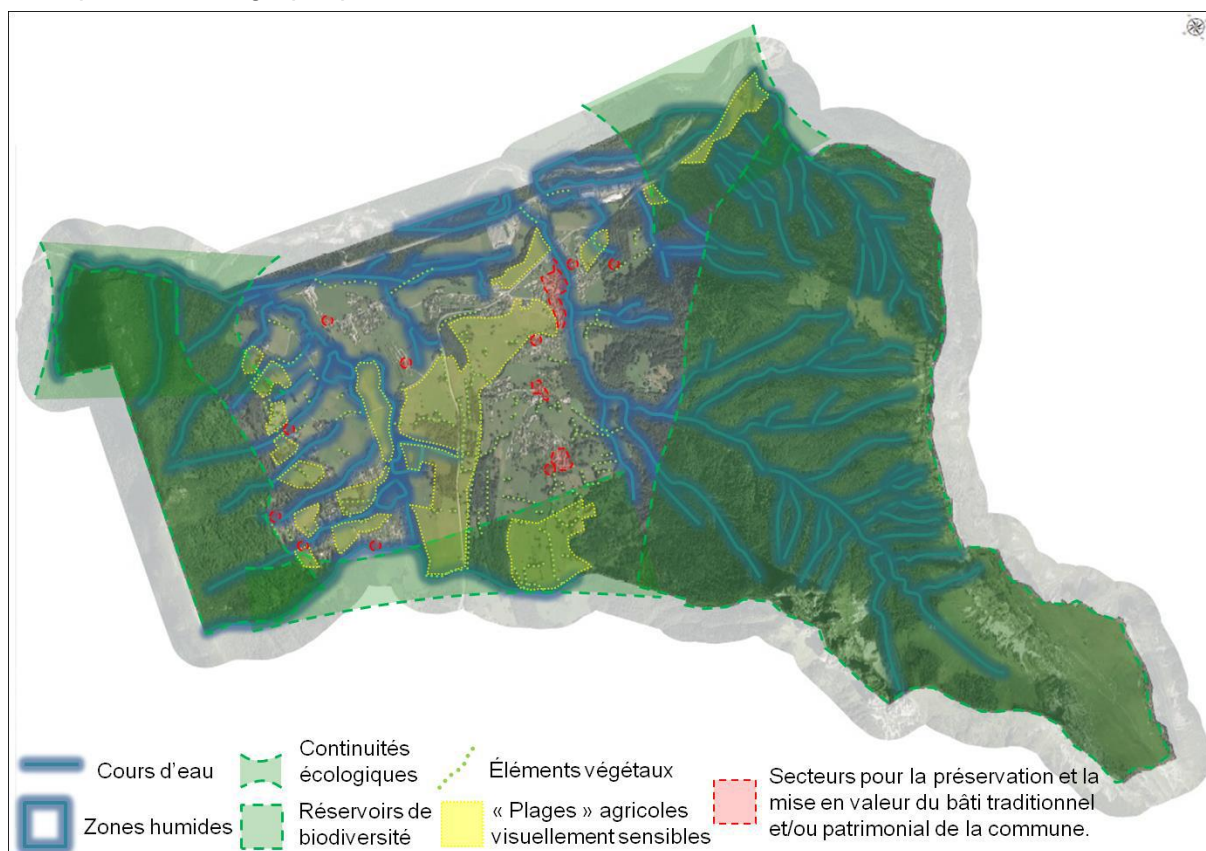 Cours d'eau
Zones humides
Continuités
écologiques
Réservoirs de
biodiversité
Éléments végétaux
« Plages » agricoles
visuellement sensibles
Secteurs pour la préservation et la
mise en valeur du bâti traditionnel
et/ou patrimonial de la commune.